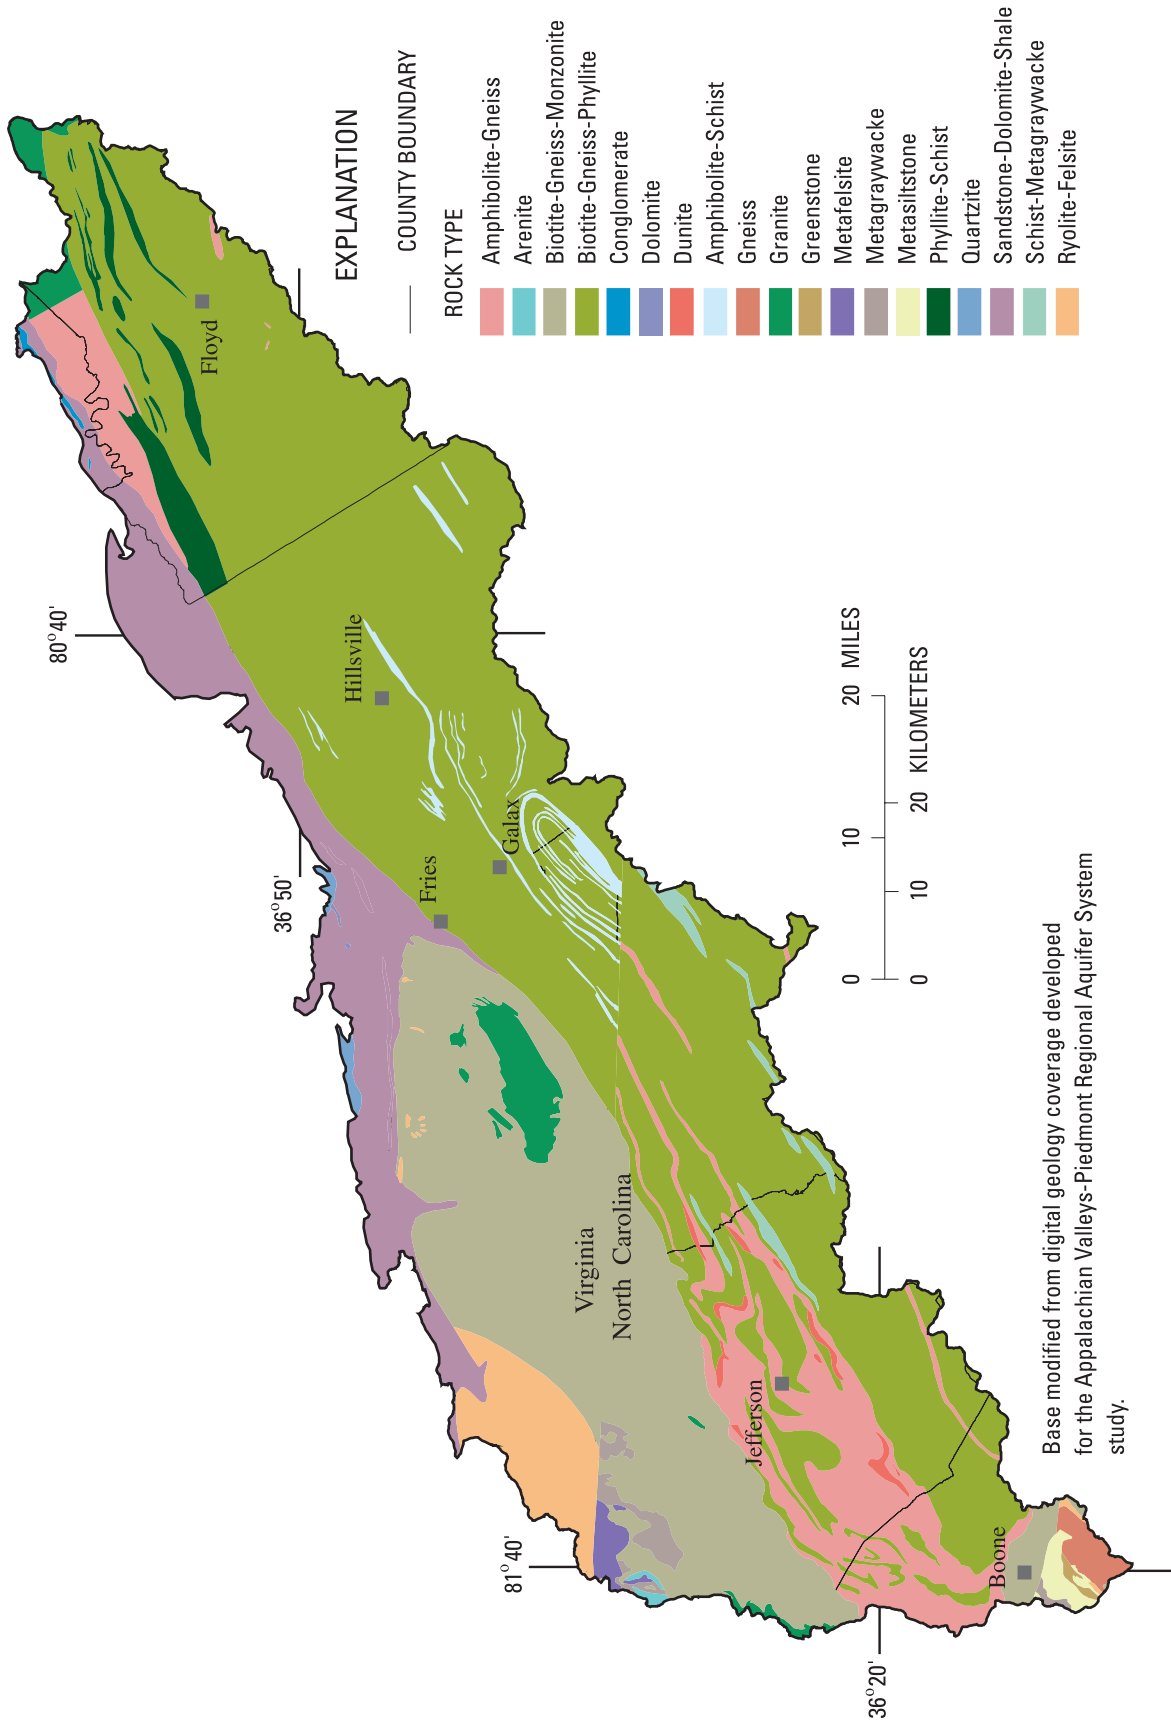 EXPLANATION
COUNTY BOUNDARY
ROCK TYPE
Amphibolite-Gneiss
Arenite
Biotite-Gneiss-Monzonite
Biotite-Gneiss-Phyllite
Conglomerate
Dolomite
Dunite
Amphibolite-Schist
Gneiss
Granite
Greenstone
Metafelsite
Metagraywacke
Metasiltstone
Phyllite-Schist
Quartzite
Sandstone-Dolomite-Shale
Schist-Metagraywacke
Ryolite-Felsite
80°40'
36°50'
81°40'
36°20'
Floyd
Hillsville
Fries
Galax
Virginia
North Carolina
Jefferson
Boone
0 10 20 MILES
0 10 20 KILOMETERS
Base modified from digital geology coverage developed
for the Appalachian Valleys-Piedmont Regional Aquifer System
study.